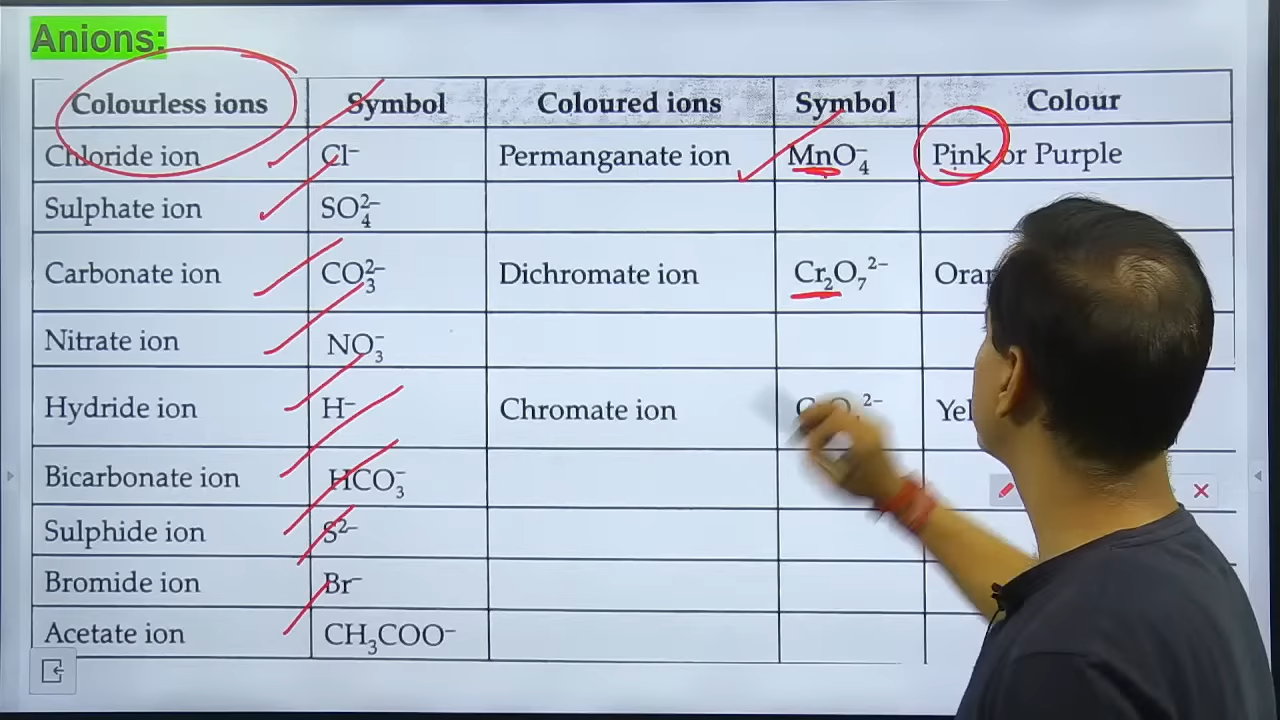 Anions:
Colourless ions Symbol Coloured ions Symbol Colour
Chloride ion Cl⁻ Permanganate ion MnO₄⁻ Pink or Purple
Sulphate ion SO₄²⁻
Carbonate ion CO₃²⁻ Dichromate ion Cr₂O₇²⁻
Nitrate ion NO₃⁻
Hydride ion H⁻ Chromate ion
Bicarbonate ion HCO₃⁻
Sulphide ion S²⁻
Bromide ion Br⁻
Acetate ion CH₃COO⁻